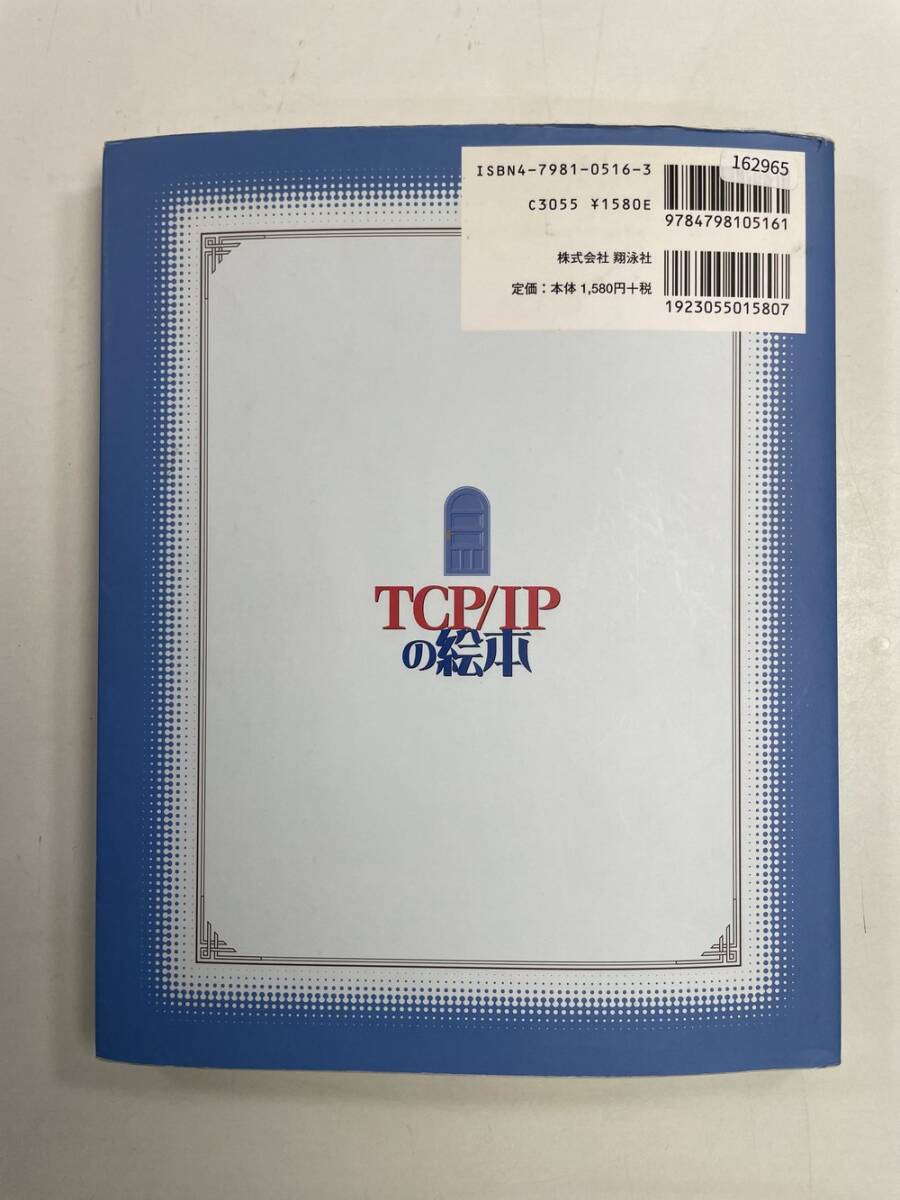 ISBN4-7981-0516-3
C3055 ¥1580E
株式会社 翔泳社
定価：本体 1,580円＋税
162965
9784798105161
1923055015807
TCP/IP
の絵本